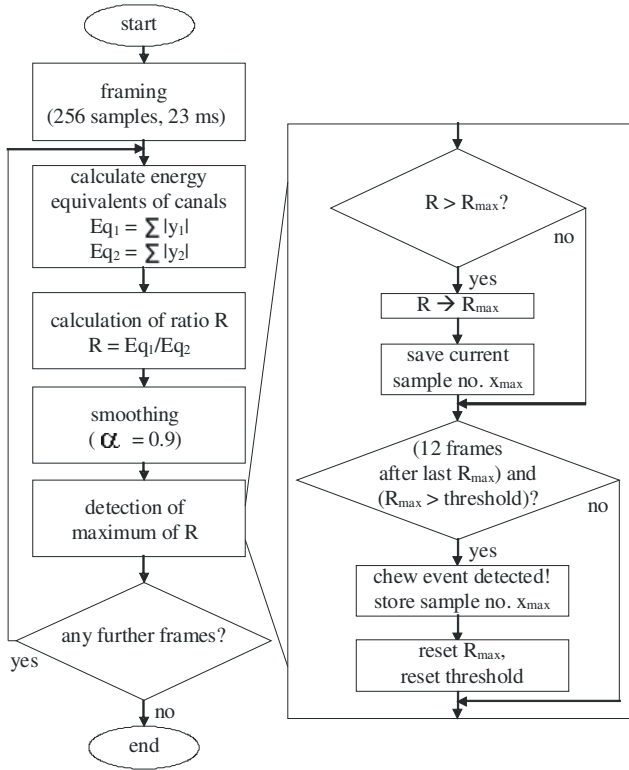 start
framing
(256 samples, 23 ms)
calculate energy
equivalents of canals
Eq₁ = ∑ |y₁|
Eq₂ = ∑ |y₂|
calculation of ratio R
R = Eq₁/Eq₂
smoothing
( α = 0.9)
detection of
maximum of R
any further frames?
yes
no
end
R > Rmax?
no
yes
R → Rmax
save current
sample no. xmax
(12 frames
after last Rmax) and
(Rmax > threshold)?
no
yes
chew event detected!
store sample no. xmax
reset Rmax,
reset threshold